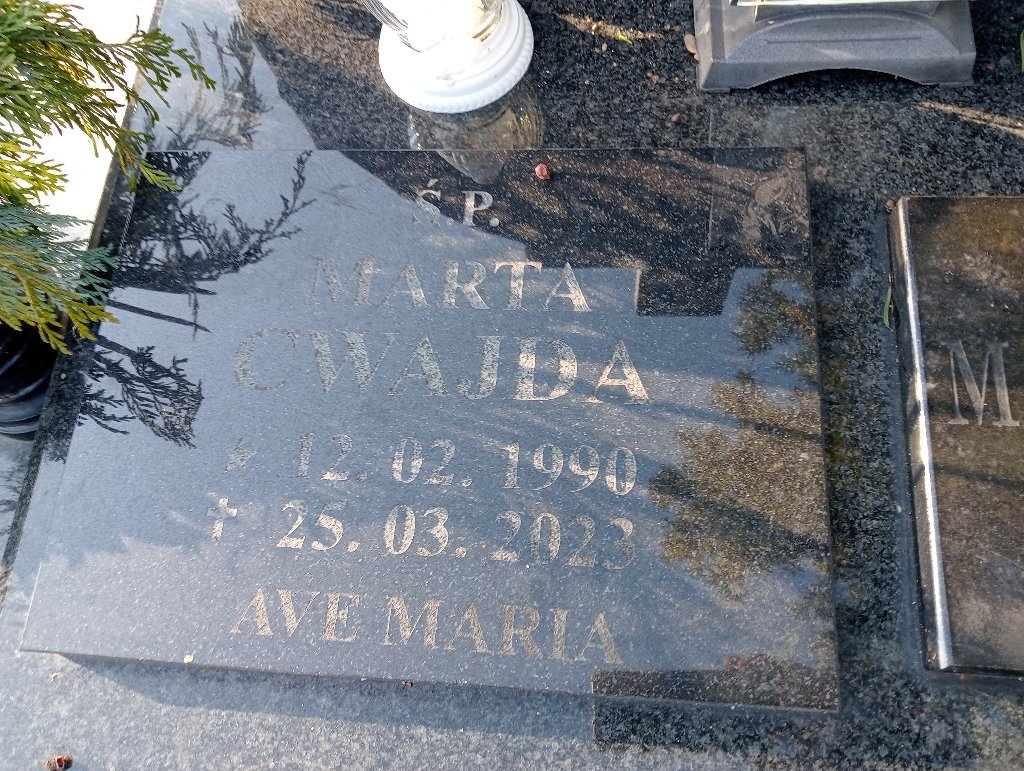 Ś.P.
MARTA
CWAJDA
★ 12. 02. 1990
✝ 25. 03. 2023
AVE MARIA
M